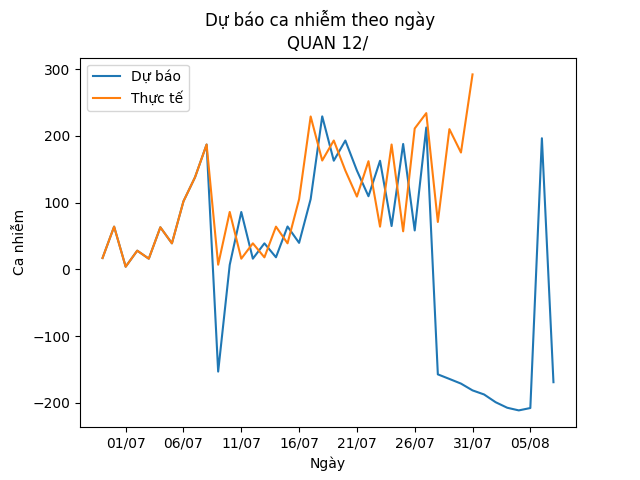 Dự báo ca nhiễm theo ngày
QUAN 12/
Dự báo
Thực tế
Ca nhiễm
300
200
100
0
−100
−200
01/07 06/07 11/07 16/07 21/07 26/07 31/07 05/08
Ngày